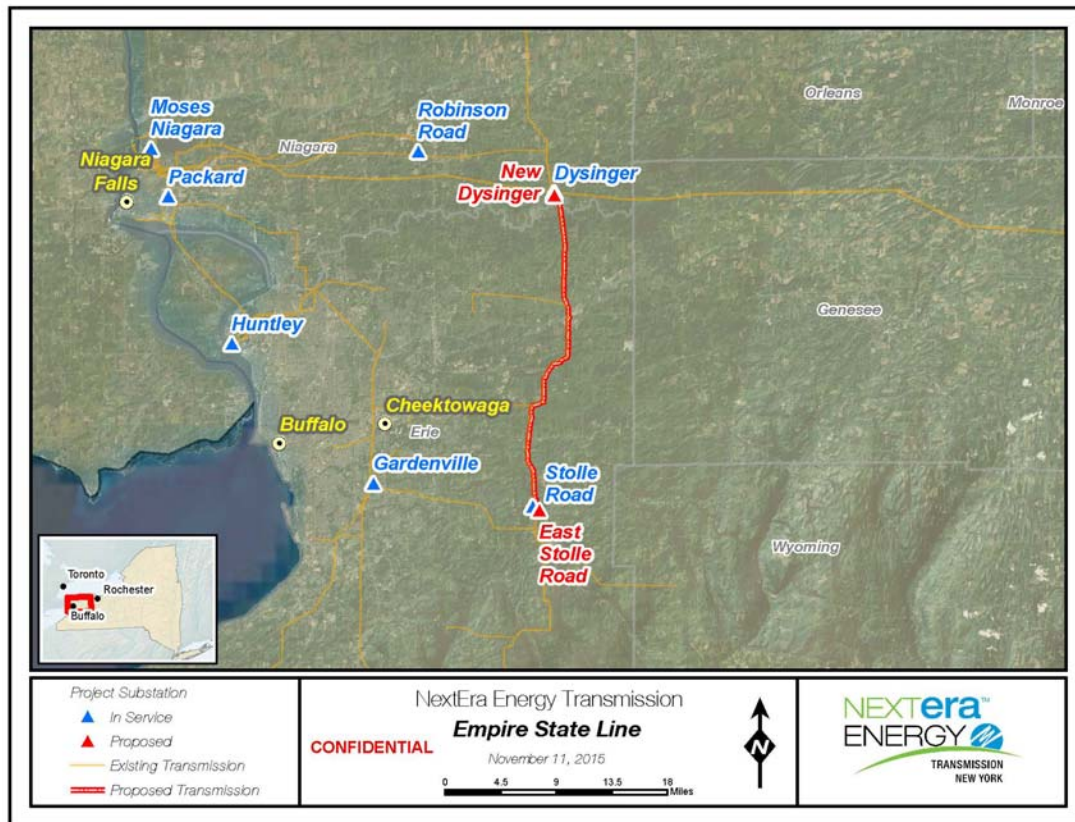 Orleans
Monroe
Moses
Niagara
Robinson
Road
Niagara
Niagara
Falls
Packard
New
Dysinger
Dysinger
Genesee
Huntley
Cheektowaga
Buffalo
Erie
Gardenville
Stolle
Road
East
Stolle
Road
Wyoming
Toronto
Rochester
Buffalo
Project Substation
In Service
Proposed
Existing Transmission
Proposed Transmission
NextEra Energy Transmission
Empire State Line
CONFIDENTIAL
November 11, 2015
0 4.5 9 13.5 18
Miles
N
NEXTera™
ENERGY
TRANSMISSION
NEW YORK